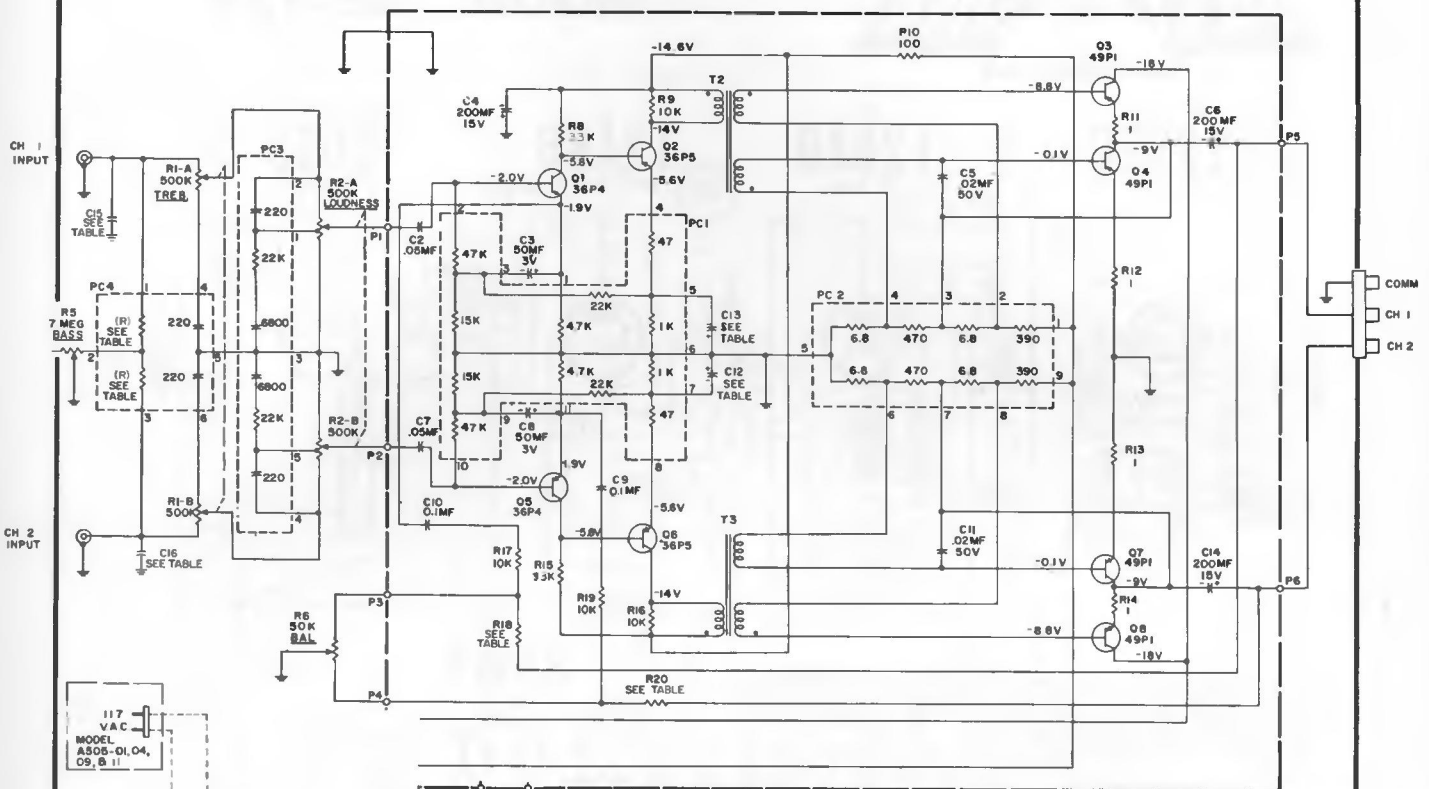 P10
100
Q3
49P1
-14.6V
-18V
T2
-8.8V
C4
200MF
15V
R9
10K
C6
200MF
15V
R8
-14V
R11
1
P5
CH 1
INPUT
Q2
36P5
-9V
PC3
-5.8V
-0.1V
Q4
49P1
R1-A
500K
TREB
2
R2-A
500K
LOUDNESS
-2.0V
Q1
36P4
-5.6V
C5
.02MF
50V
C15
SEE
TABLE
220
-1.9V
4
PC1
1
P1
C2
.05MF
2
C3
50MF
3V
47
22K
47K
3
1
R12
1
COMM
PC4
1
4
5
22K
PC 2
4
3
2
R5
7 MEG
BASS
(R)
SEE
TABLE
220
6800
15K
4.7K
1K
C13
SEE
TABLE
1
CH 1
6.8
470
6.8
390
2
5
3
6
5
CH 2
(R)
SEE
TABLE
220
6800
15K
4.7K
1K
C12
SEE
TABLE
6.8
470
6.8
390
9
22K
7
3
6
22K
R2-B
500K
C7
.05MF
47K
9
C8
50MF
3V
11
47
6
7
8
P2
5
R13
1
220
10
8
-1.9V
R1-B
500K
4
-2.0V
C9
0.1MF
C10
0.1MF
Q5
36P4
-5.6V
CH 2
INPUT
T3
-5.8V
Q6
36P5
C11
.02MF
50V
C16
SEE TABLE
R17
10K
R15
Q7
49P1
C14
200MF
15V
-0.1V
-9V
P6
P3
R19
10K
-14V
R14
1
R6
50K
BAL
R18
SEE
TABLE
R16
10K
-8.8V
Q8
49P1
-18V
P4
R20
SEE TABLE
117
VAC
MODEL
A505-01,04,
09, & 11